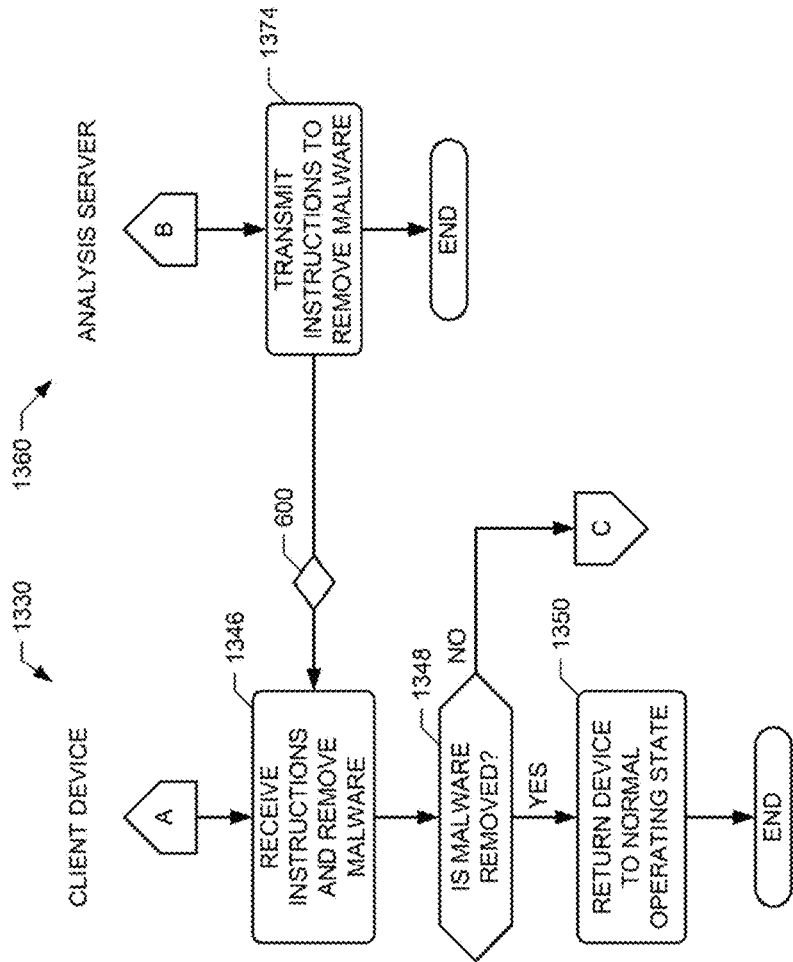 CLIENT DEVICE
1330
A
RECEIVE
INSTRUCTIONS
AND REMOVE
MALWARE
1346
600
IS MALWARE
REMOVED?
1348
NO
C
YES
RETURN DEVICE
TO NORMAL
OPERATING STATE
1350
END
ANALYSIS SERVER
1360
B
TRANSMIT
INSTRUCTIONS TO
REMOVE MALWARE
1374
END